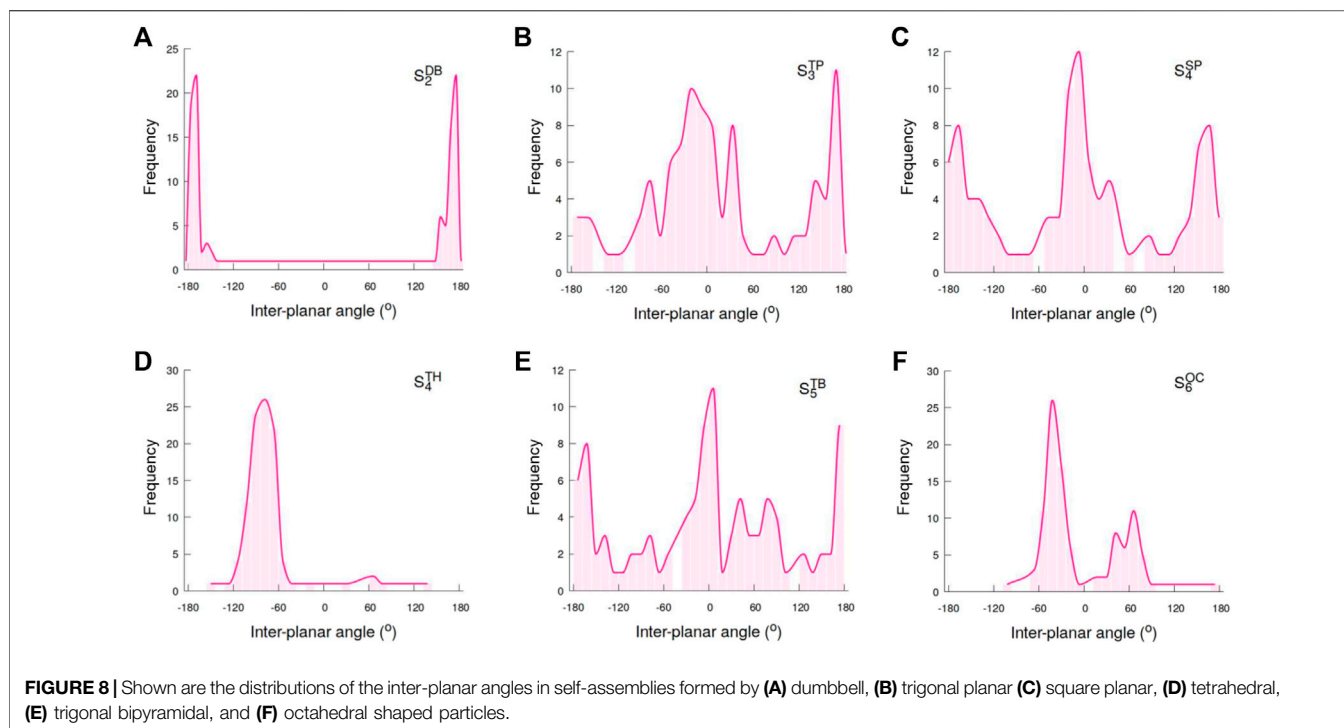 A
25
20
15
10
5
0
Frequency
S₂ᴰᴮ
-180 -120 -60 0 60 120 180
Inter-planar angle (°)
B
12
10
8
6
4
2
0
Frequency
S₃ᵀᴾ
-180 -120 -60 0 60 120 180
Inter-planar angle (°)
C
12
10
8
6
4
2
0
Frequency
S₄ˢᴾ
-180 -120 -60 0 60 120 180
Inter-planar angle (°)
D
30
25
20
15
10
5
0
Frequency
S₄ᵀᴴ
-180 -120 -60 0 60 120 180
Inter-planar angle (°)
E
12
10
8
6
4
2
0
Frequency
S₅ᵀᴮ
-180 -120 -60 0 60 120 180
Inter-planar angle (°)
F
30
25
20
15
10
5
0
Frequency
S₆ᴼᶜ
-180 -120 -60 0 60 120 180
Inter-planar angle (°)
FIGURE 8 | Shown are the distributions of the inter-planar angles in self-assemblies formed by (A) dumbbell, (B) trigonal planar (C) square planar, (D) tetrahedral,
(E) trigonal bipyramidal, and (F) octahedral shaped particles.